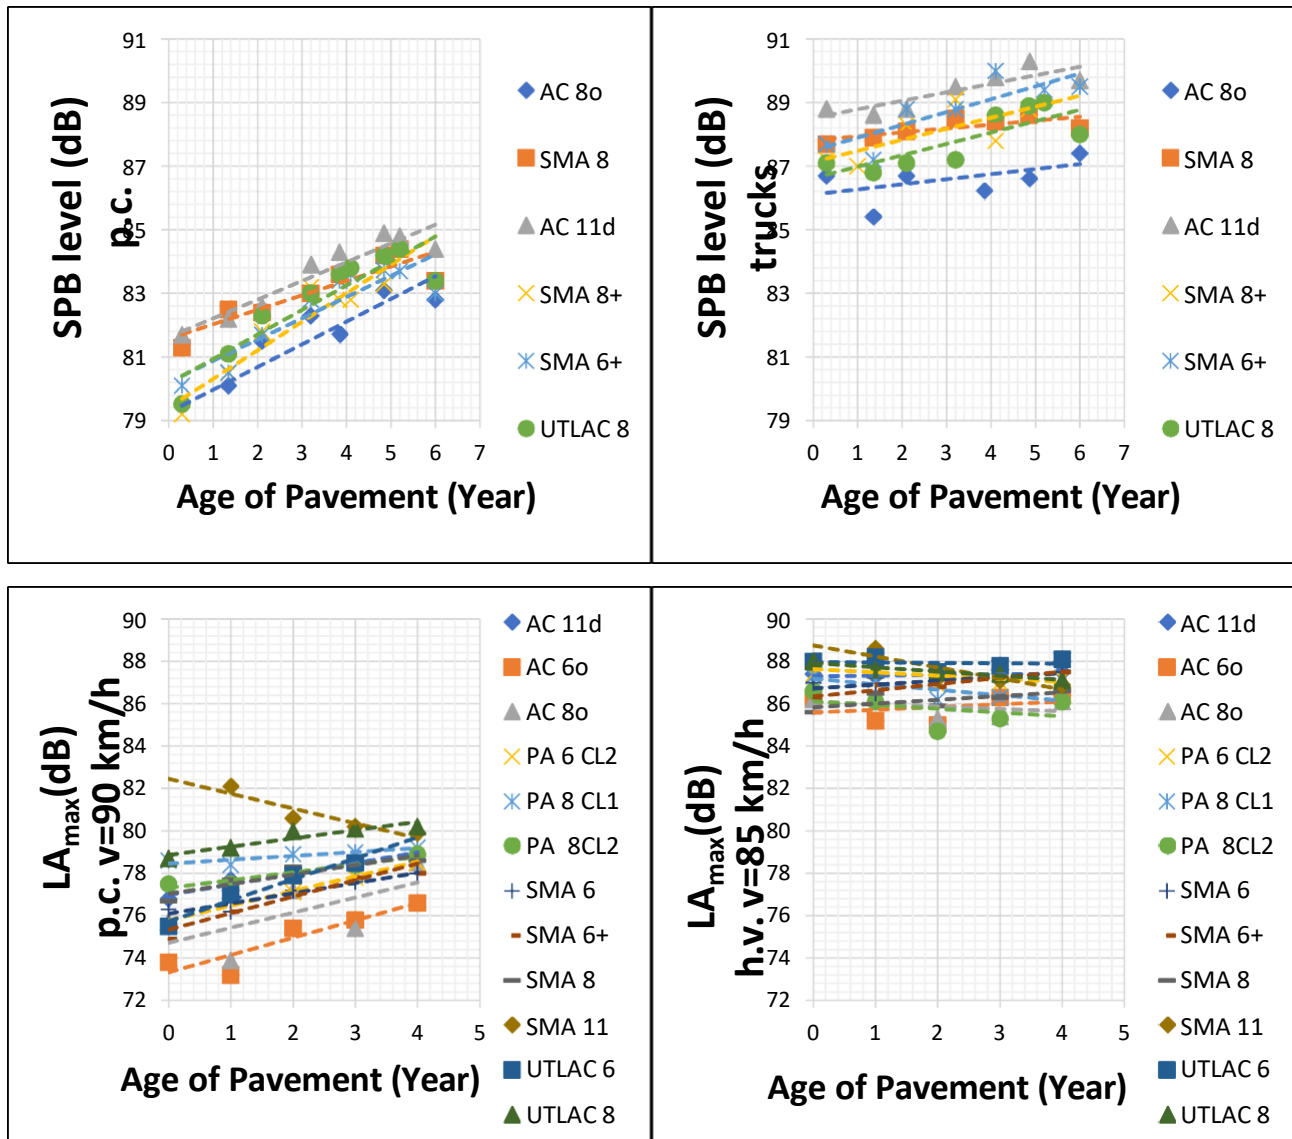 91
89
87
85
83
81
79
0 1 2 3 4 5 6 7
SPB level (dB)
p.c.
Age of Pavement (Year)
AC 8o
SMA 8
AC 11d
SMA 8+
SMA 6+
UTLAC 8
91
89
87
85
83
81
79
0 1 2 3 4 5 6 7
SPB level (dB)
trucks
Age of Pavement (Year)
AC 8o
SMA 8
AC 11d
SMA 8+
SMA 6+
UTLAC 8
90
88
86
84
82
80
78
76
74
72
0 1 2 3 4 5
LAmax(dB)
p.c. v=90 km/h
Age of Pavement (Year)
AC 11d
AC 6o
AC 8o
PA 6 CL2
PA 8 CL1
PA 8CL2
SMA 6
SMA 6+
SMA 8
SMA 11
UTLAC 6
UTLAC 8
90
88
86
84
82
80
78
76
74
72
0 1 2 3 4 5
LAmax(dB)
h.v. v=85 km/h
Age of Pavement (Year)
AC 11d
AC 6o
AC 8o
PA 6 CL2
PA 8 CL1
PA 8CL2
SMA 6
SMA 6+
SMA 8
SMA 11
UTLAC 6
UTLAC 8